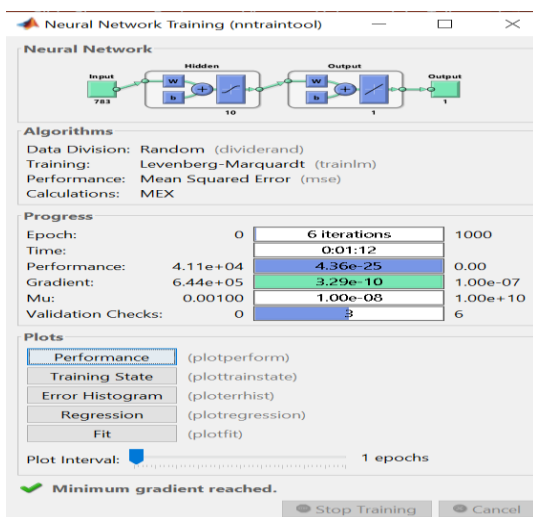 Neural Network Training (nntraintool)
Neural Network
Hidden Output
Input Output
W W
+ +
b b
783 10 1 1
Algorithms
Data Division: Random (dividerand)
Training: Levenberg-Marquardt (trainlm)
Performance: Mean Squared Error (mse)
Calculations: MEX
Progress
Epoch: 0 6 iterations 1000
Time: 0:01:12
Performance: 4.11e+04 4.36e-25 0.00
Gradient: 6.44e+05 3.29e-10 1.00e-07
Mu: 0.00100 1.00e-08 1.00e+10
Validation Checks: 0 3 6
Plots
Performance (plotperform)
Training State (plottrainstate)
Error Histogram (ploterrhist)
Regression (plotregression)
Fit (plotfit)
Plot Interval: 1 epochs
Minimum gradient reached.
Stop Training Cancel